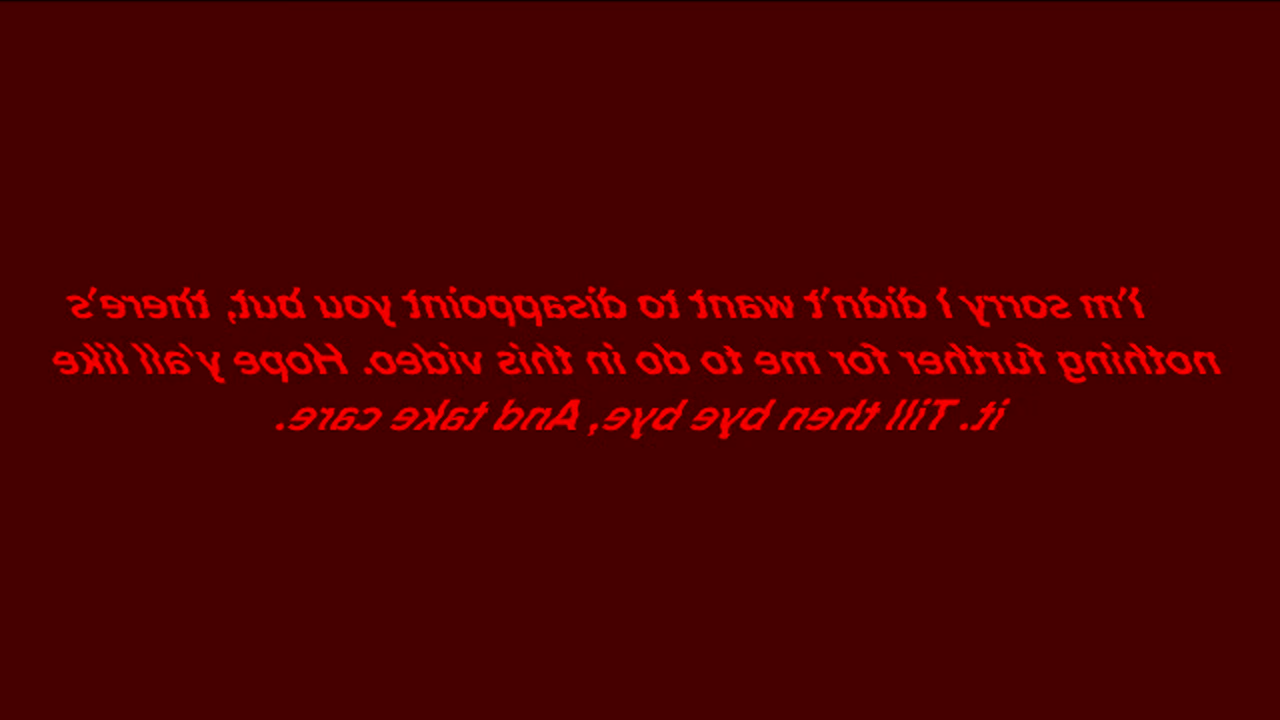 I'm sorry I didn't want to disappoint you but, there's
nothing further for me to do in this video. Hope y'all like
it. Till then bye bye, And take care.